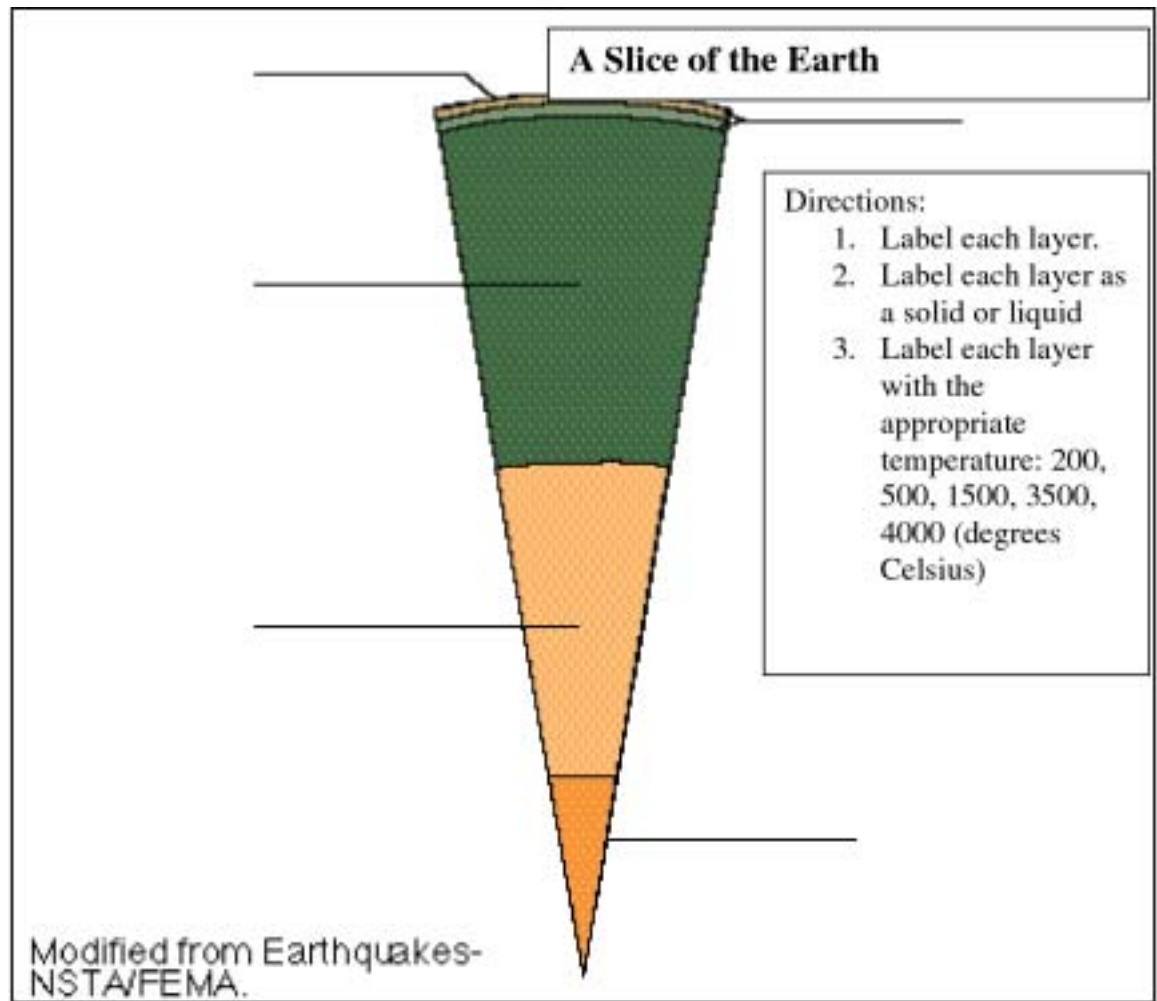 A Slice of the Earth
Directions:
1. Label each layer.
2. Label each layer as
a solid or liquid
3. Label each layer
with the
appropriate
temperature: 200,
500, 1500, 3500,
4000 (degrees
Celsius)
Modified from Earthquakes-
NSTA/FEMA.